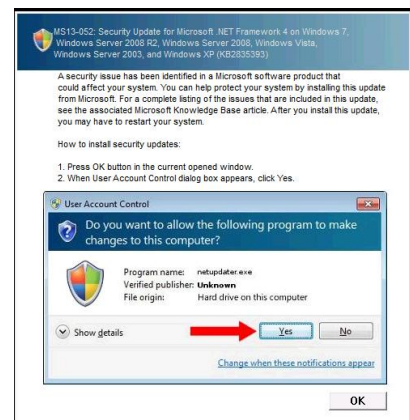 MS13-052: Security Update for Microsoft .NET Framework 4 on Windows 7,
Windows Server 2008 R2, Windows Server 2008, Windows Vista,
Windows Server 2003, and Windows XP (KB2835393)
A security issue has been identified in a Microsoft software product that
could affect your system. You can help protect your system by installing this update
from Microsoft. For a complete listing of the issues that are included in this update,
see the associated Microsoft Knowledge Base article. After you install this update,
you may have to restart your system.
How to install security updates:
1. Press OK button in the current opened window.
2. When User Account Control dialog box appears, click Yes.
User Account Control
Do you want to allow the following program to make
changes to this computer?
Program name: netupdater.exe
Verified publisher: Unknown
File origin: Hard drive on this computer
Show details
Yes
No
Change when these notifications appear
OK